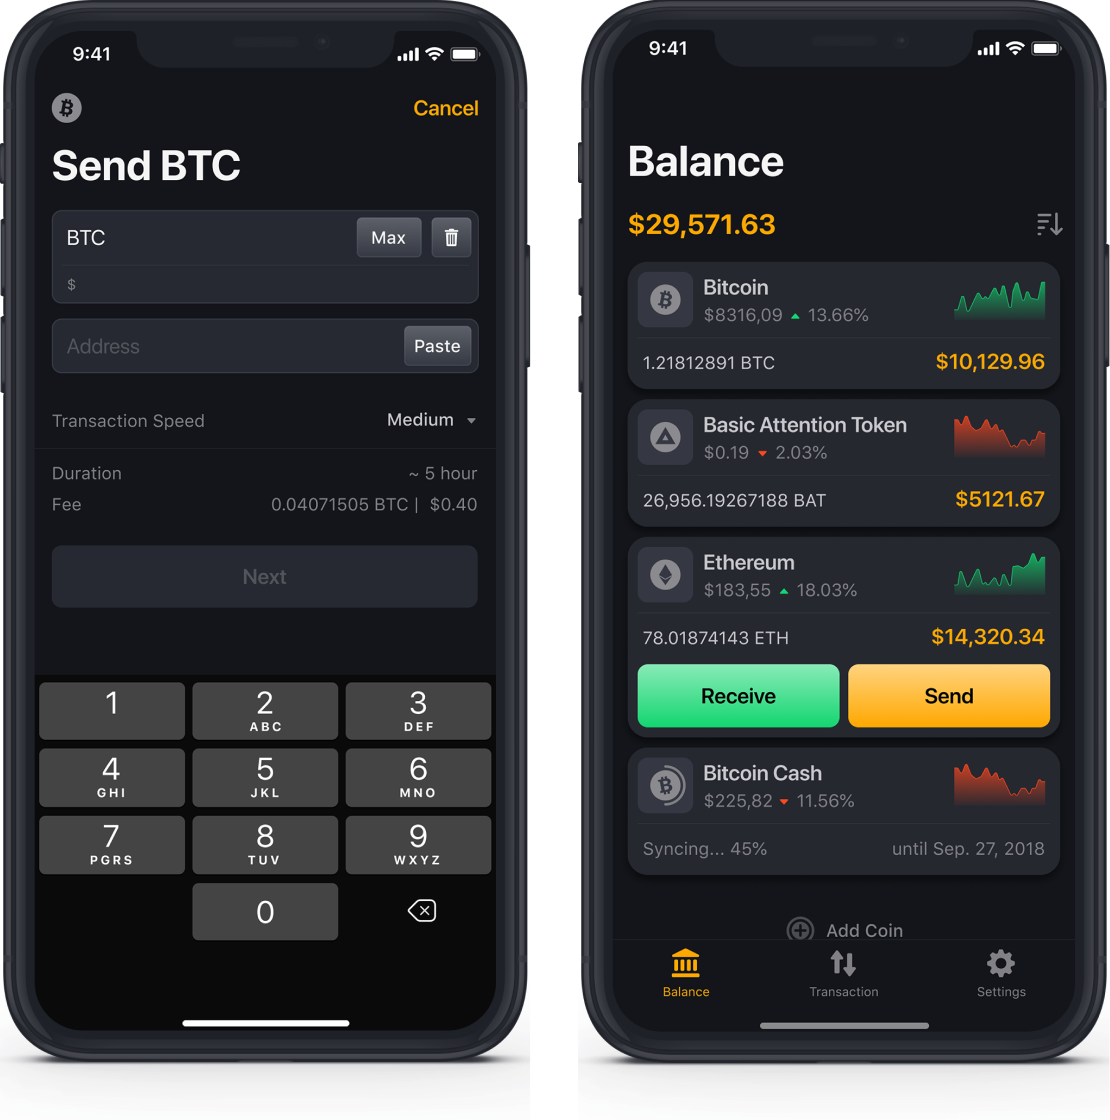 9:41
Cancel
Send BTC
BTC
Max
$
Address
Paste
Transaction Speed
Medium
Duration
~ 5 hour
Fee
0.04071505 BTC | $0.40
Next
1
2
ABC
3
DEF
4
GHI
5
JKL
6
MNO
7
PGRS
8
TUV
9
WXYZ
0
9:41
Balance
$29,571.63
Bitcoin
$8316,09 13.66%
1.21812891 BTC
$10,129.96
Basic Attention Token
$0.19 2.03%
26,956.19267188 BAT
$5121.67
Ethereum
$183,55 18.03%
78.01874143 ETH
$14,320.34
Receive
Send
Bitcoin Cash
$225,82 11.56%
Syncing... 45%
until Sep. 27, 2018
Add Coin
Balance
Transaction
Settings